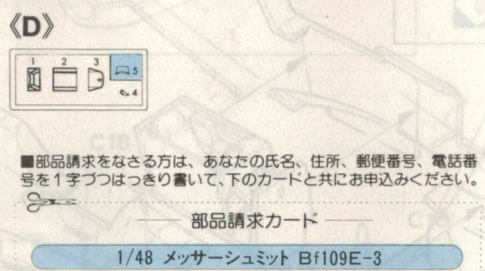 《D》
1 2 3 5
4
C18
■部品請求をなさる方は、あなたの氏名、住所、郵便番号、電話番
号を1字づつはっきり書いて、下のカードと共にお申込みください。
部品請求カード
1/48 メッサーシュミット Bf109E-3